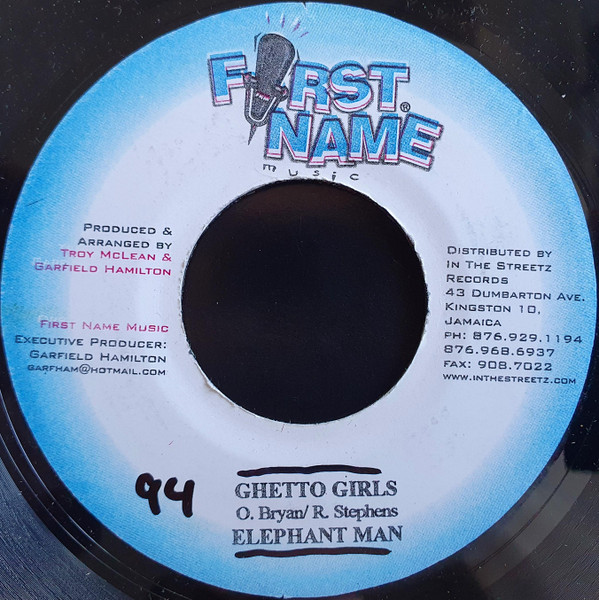 FIRST
NAME®
music
PRODUCED &
ARRANGED BY
TROY MCLEAN &
GARFIELD HAMILTON
FIRST NAME MUSIC
EXECUTIVE PRODUCER:
GARFIELD HAMILTON
GARFHAM@HOTMAIL.COM
DISTRIBUTED BY
IN THE STREETZ
RECORDS
43 DUMBARTON AVE.
KINGSTON 10,
JAMAICA
PH: 876.929.1194
876.968.6937
FAX: 908.7022
WWW.INTHESTREETZ.COM
94
GHETTO GIRLS
O. Bryan/ R. Stephens
ELEPHANT MAN